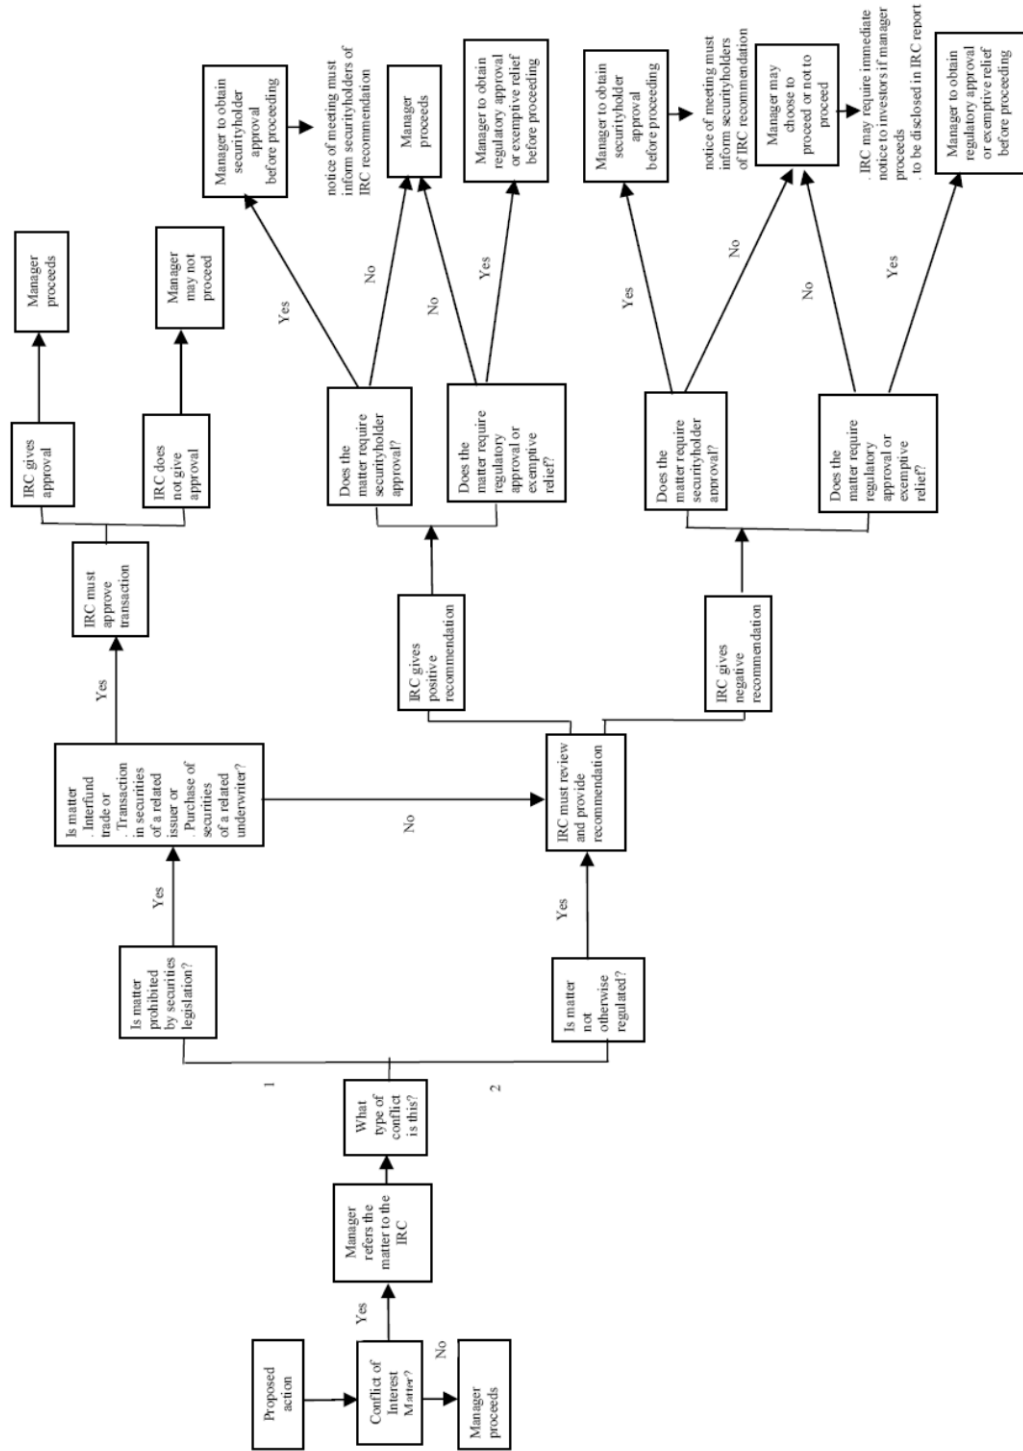 Proposed
action
Conflict of
Interest
Matter?
No
Manager
proceeds
Yes
Manager
refers the
matter to the
IRC
What
type of
conflict
is this?
1
2
Is matter
prohibited
by securities
legislation?
Yes
Is matter
not
otherwise
regulated?
Yes
Is matter
. Interfund
trade or
. Transaction
in securities
of a related
issuer or
. Purchase of
securities
of a related
underwriter?
Yes
No
IRC must review
and provide
recommendation
IRC must
approve
transaction
IRC gives
approval
Manager
proceeds
IRC does
not give
approval
Manager
may not
proceed
IRC gives
positive
recommendation
Does the
matter require
securityholder
approval?
Yes
No
Does the
matter require
regulatory
approval or
exemptive
relief?
No
Yes
Manager to obtain
securityholder
approval
before proceeding
notice of meeting must
inform securityholders of
IRC recommendation
Manager
proceeds
Manager to obtain
regulatory approval
or exemptive relief
before proceeding
IRC gives
negative
recommendation
Does the
matter require
securityholder
approval?
Yes
No
Does the
matter require
regulatory
approval or
exemptive
relief?
No
Yes
Manager to obtain
securityholder
approval
before proceeding
notice of meeting must
inform securityholders
of IRC recommendation
Manager may
choose to
proceed or not to
proceed
. IRC may require immediate
notice to investors if manager
proceeds
. to be disclosed in IRC report
Manager to obtain
regulatory approval
or exemptive relief
before proceeding